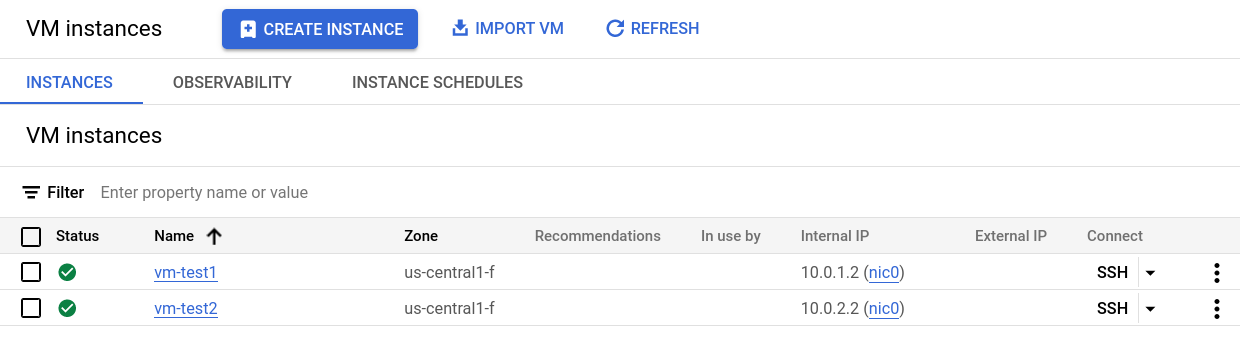 VM instances CREATE INSTANCE IMPORT VM REFRESH
INSTANCES OBSERVABILITY INSTANCE SCHEDULES
VM instances
Filter Enter property name or value
Status Name Zone Recommendations In use by Internal IP External IP Connect
vm-test1 us-central1-f 10.0.1.2 (nic0) SSH
vm-test2 us-central1-f 10.0.2.2 (nic0) SSH